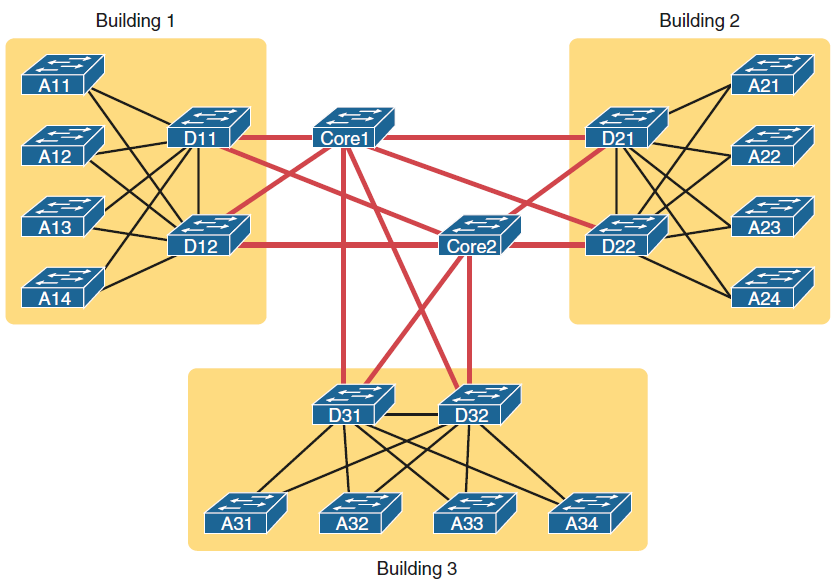 Building 1
Building 2
A11
A12
A13
A14
D11
D12
Core1
Core2
D21
D22
A21
A22
A23
A24
D31
D32
A31
A32
A33
A34
Building 3